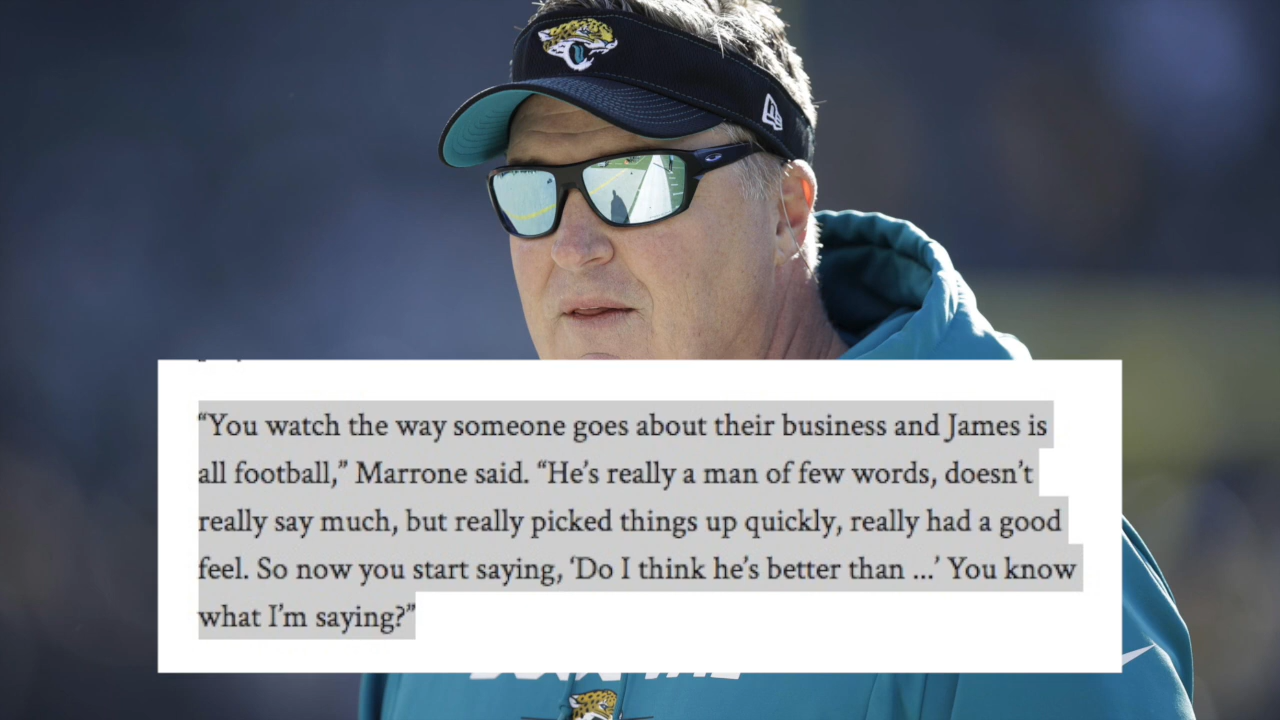 “You watch the way someone goes about their business and James is
all football,” Marrone said. “He’s really a man of few words, doesn’t
really say much, but really picked things up quickly, really had a good
feel. So now you start saying, ‘Do I think he’s better than ...’ You know
what I’m saying?”